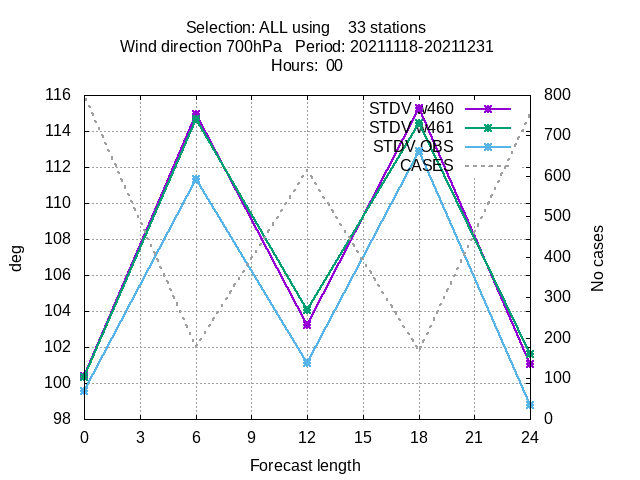 Selection: ALL using 33 stations
Wind direction 700hPa Period: 20211118-20211231
Hours: 00
116
114
112
110
108
106
104
102
100
98
deg
800
700
600
500
400
300
200
100
0
No cases
STDV
460
STDV
461
STDV OBS
CASES
0 3 6 9 12 15 18 21 24
Forecast length